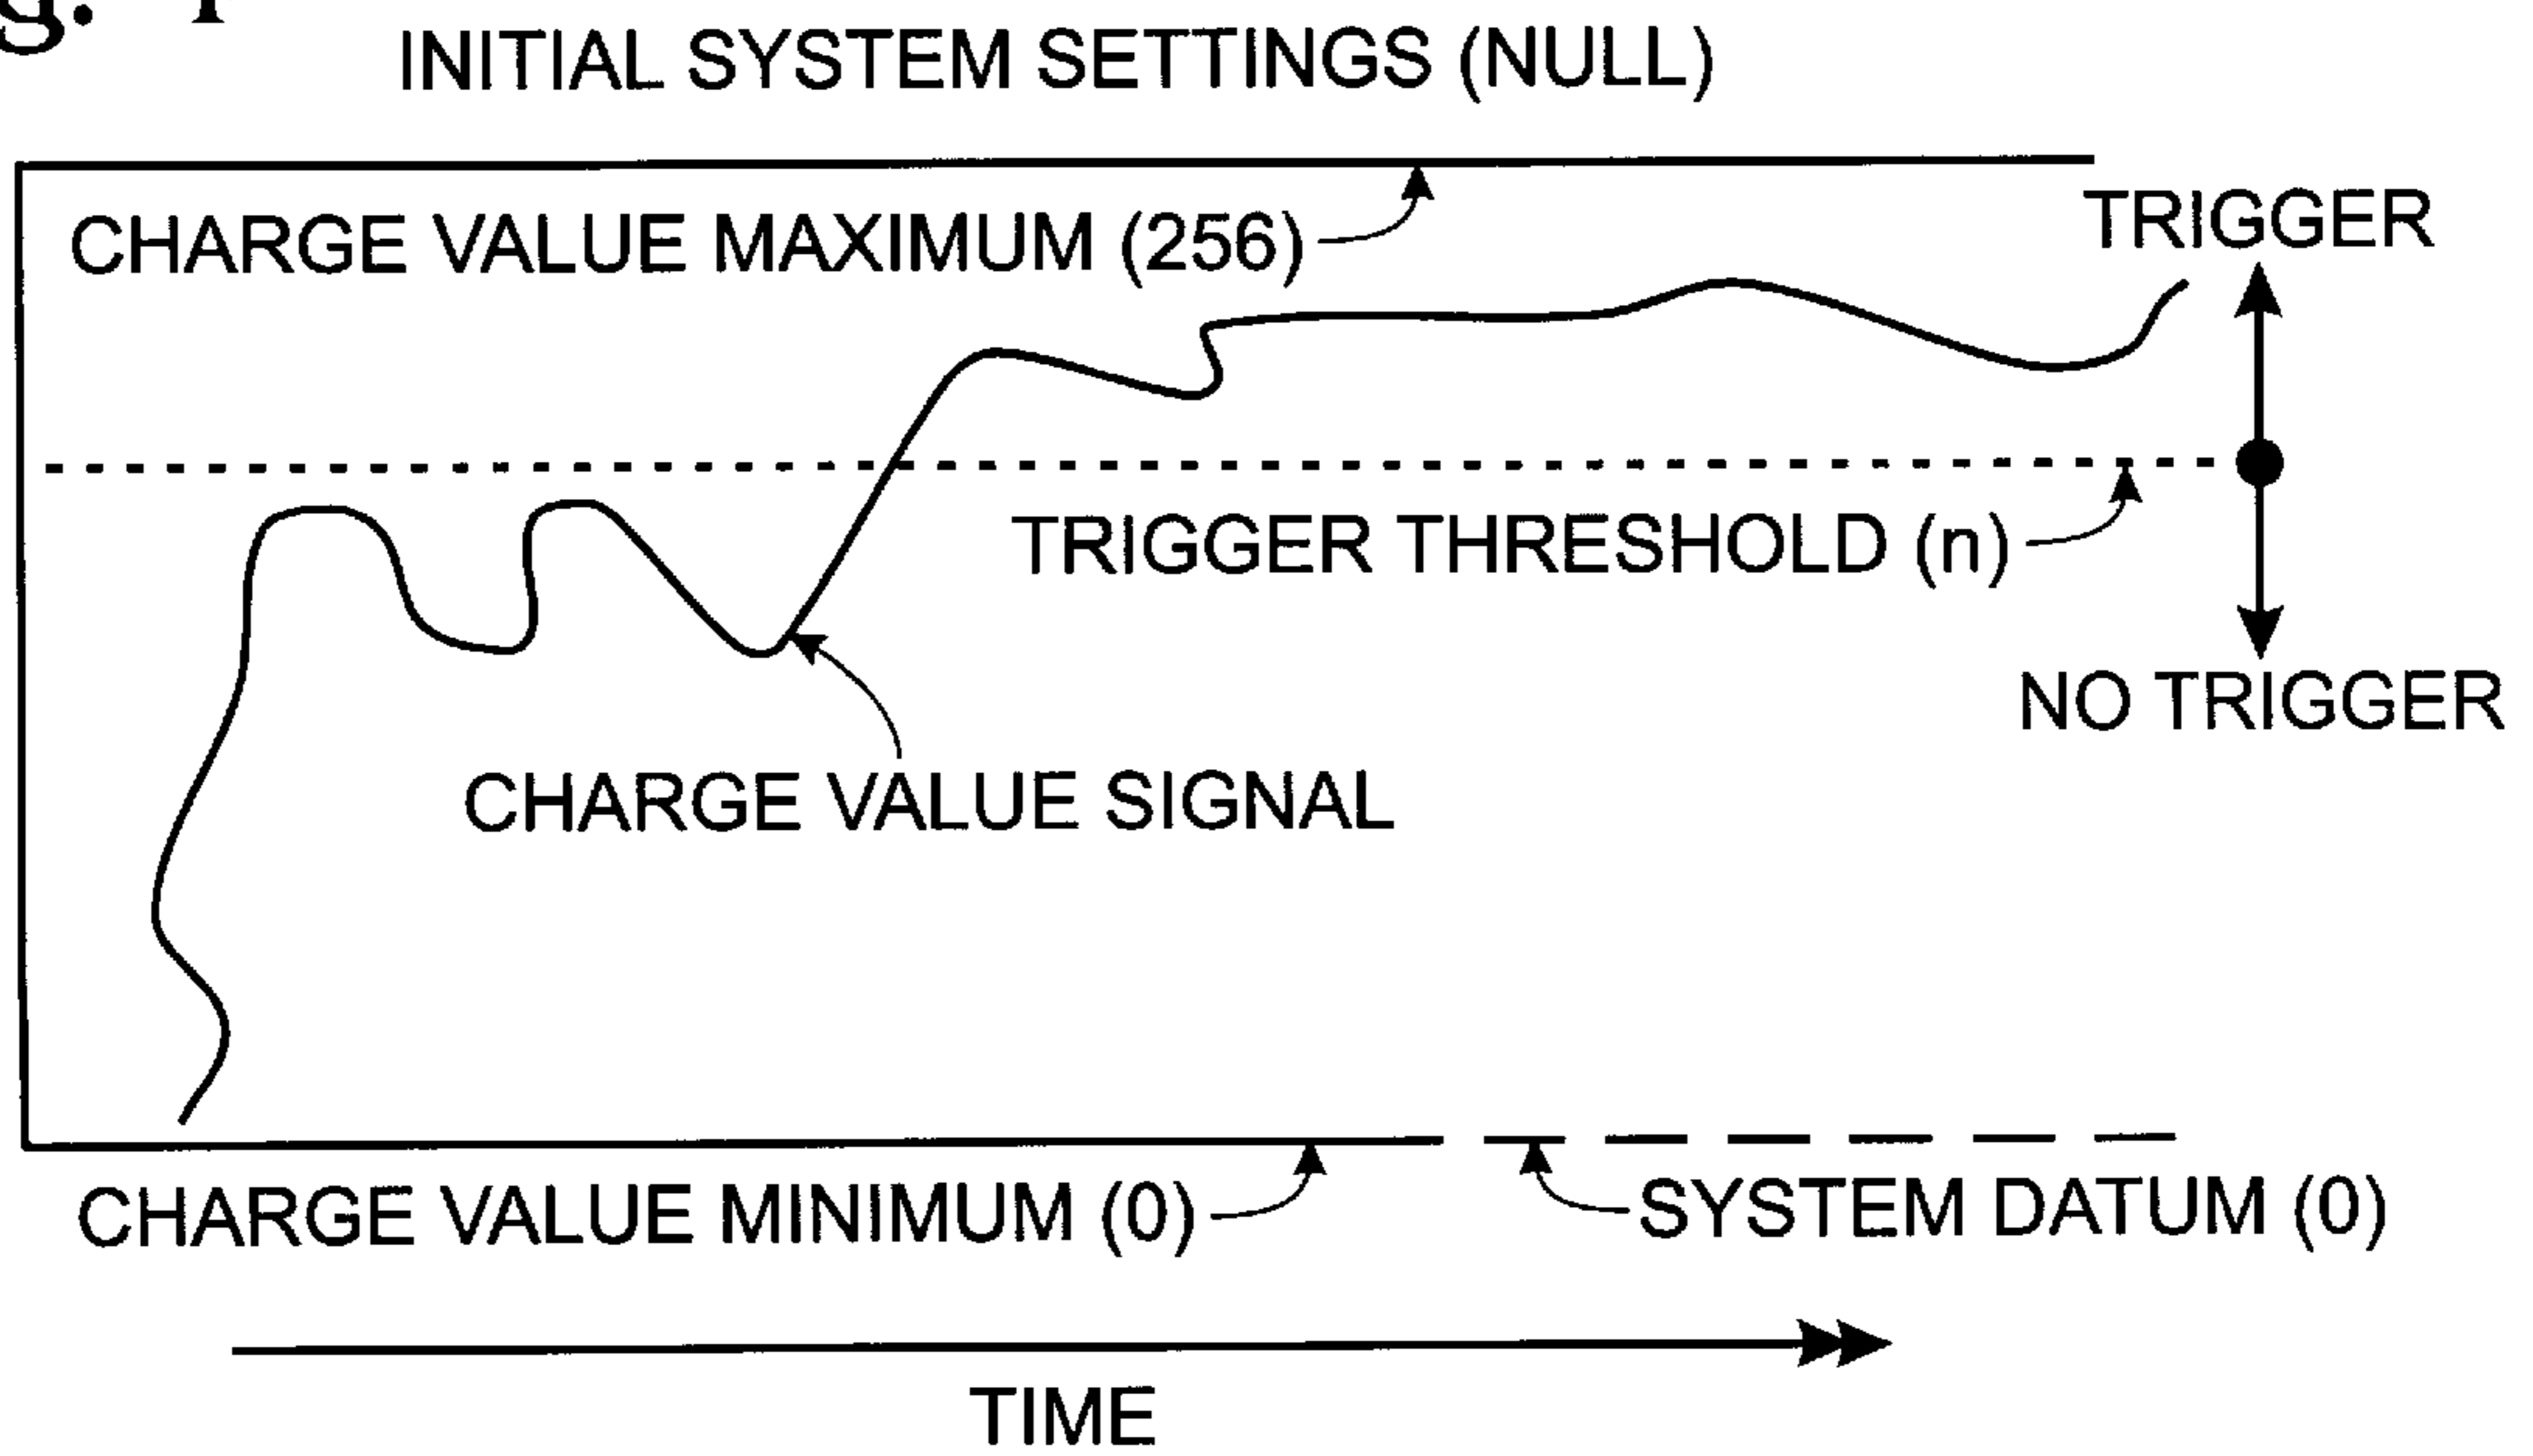 g.
INITIAL SYSTEM SETTINGS (NULL)
CHARGE VALUE MAXIMUM (256)
TRIGGER
TRIGGER THRESHOLD (n)
NO TRIGGER
CHARGE VALUE SIGNAL
CHARGE VALUE MINIMUM (0)
SYSTEM DATUM (0)
TIME